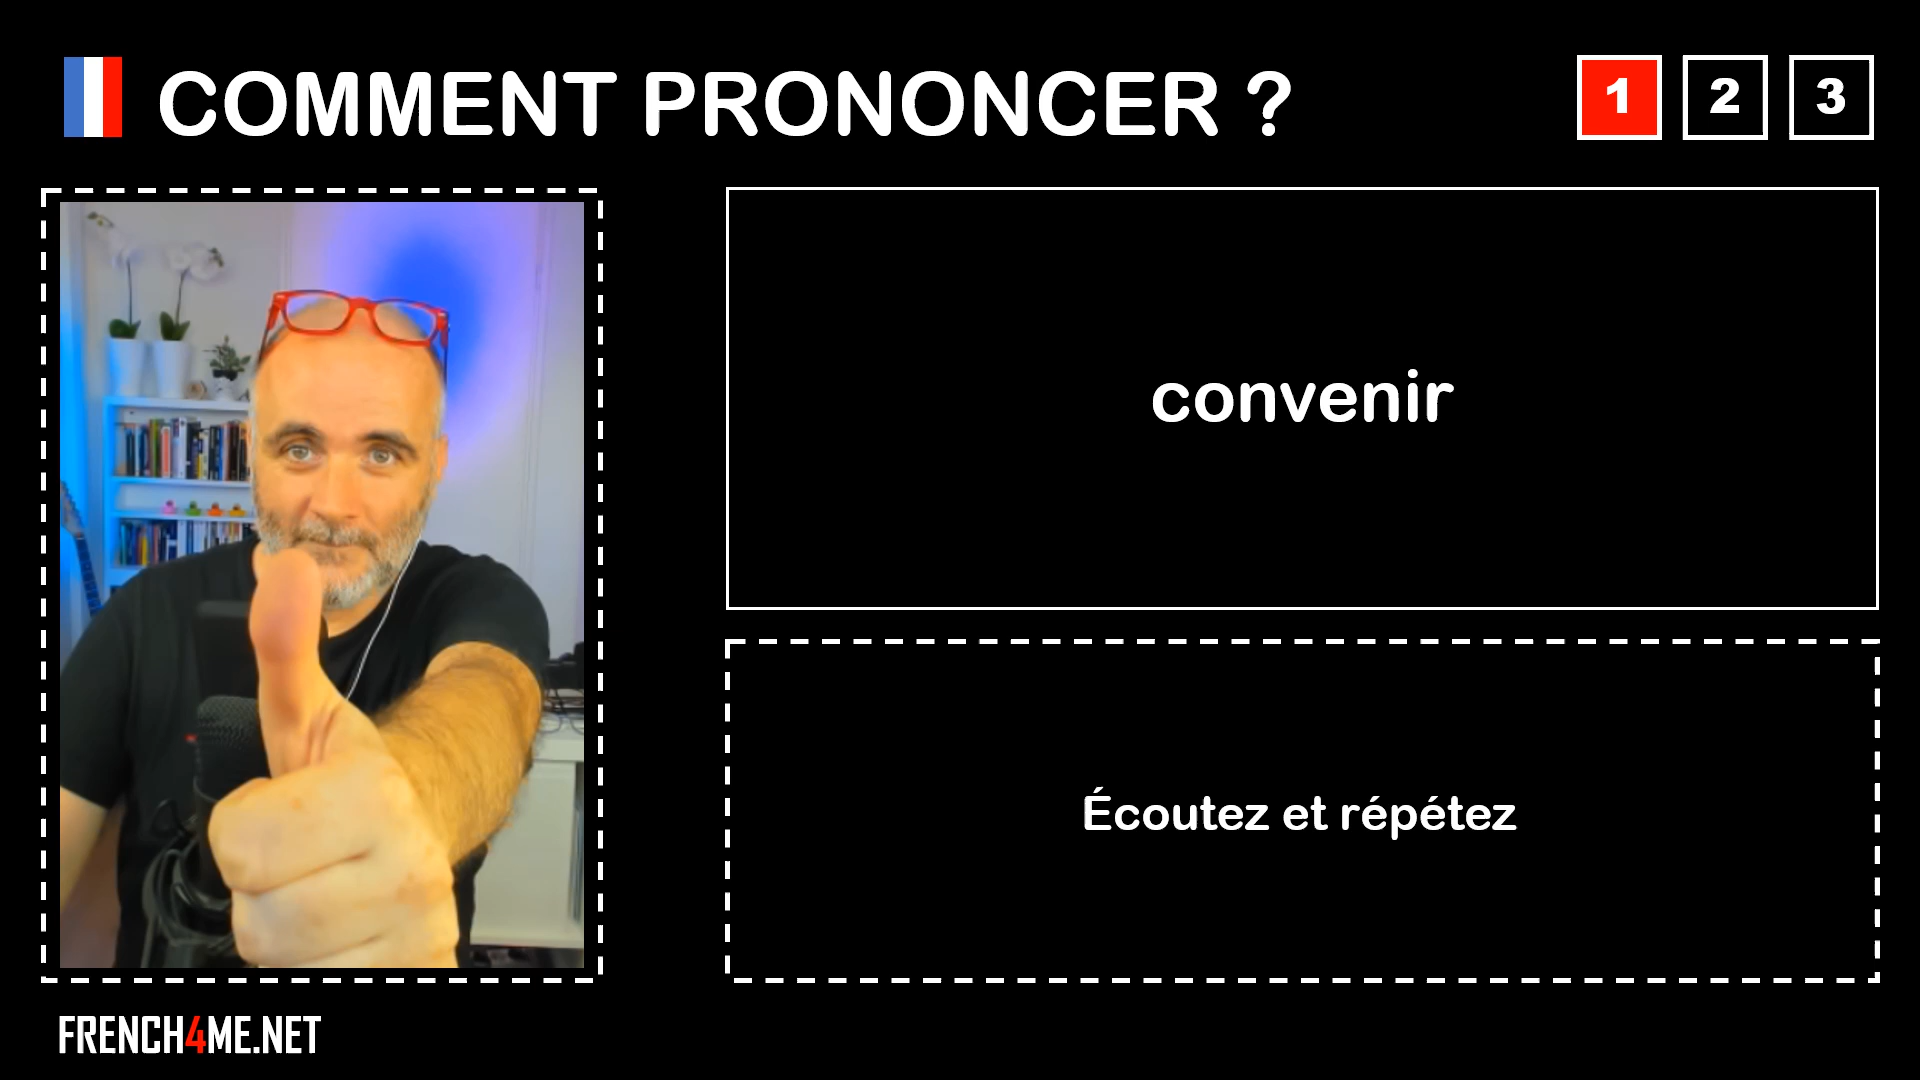 COMMENT PRONONCER ?
1 2 3
convenir
Écoutez et répétez
FRENCH4ME.NET